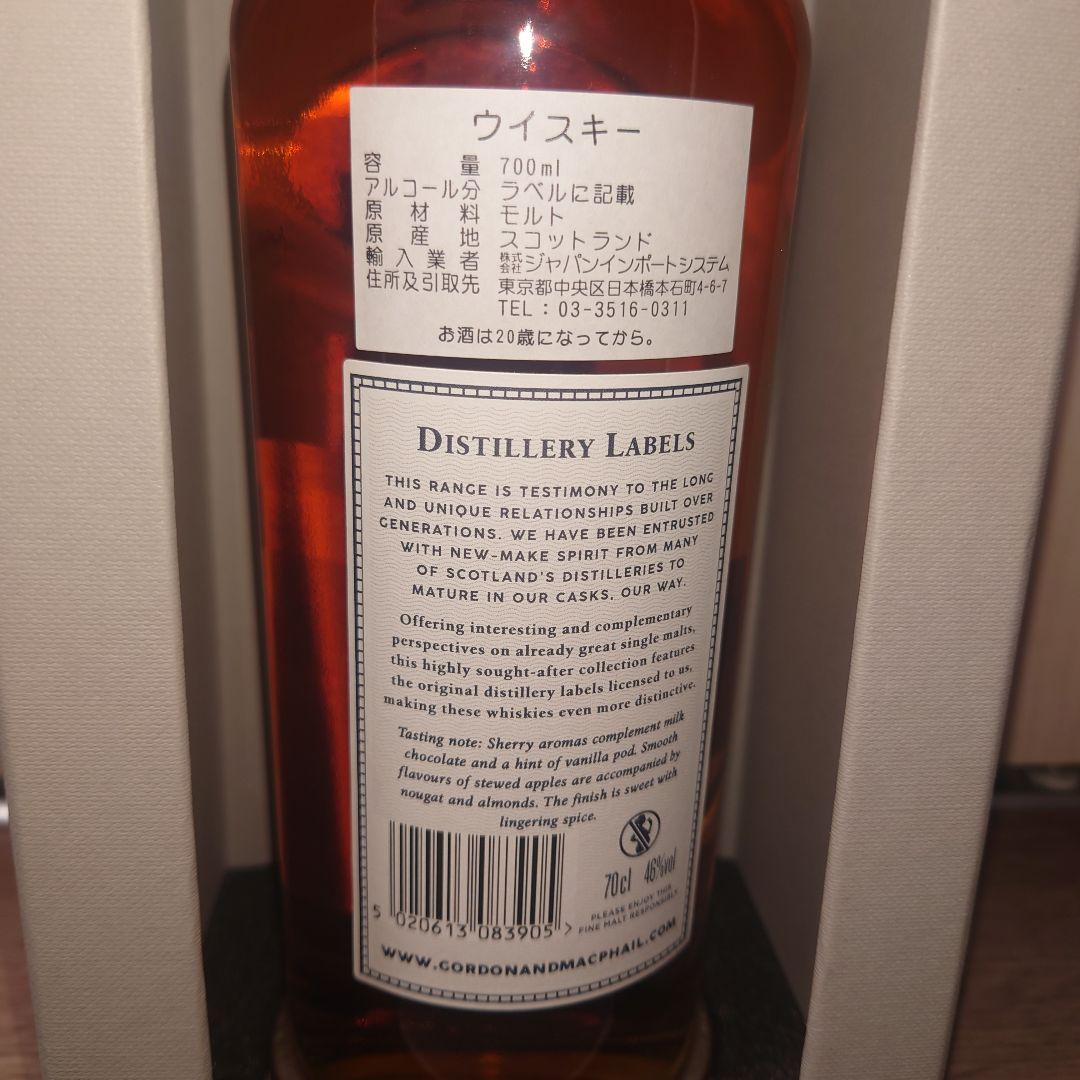 ウイスキー
容量 700ml
アルコール分 ラベルに記載
原材料 モルト
原産地 スコットランド
輸入業者 株式会社ジャパンインポートシステム
住所及引取先 東京都中央区日本橋本石町4-6-7
TEL : 03-3516-0311
お酒は20歳になってから。
DISTILLERY LABELS
THIS RANGE IS TESTIMONY TO THE LONG
AND UNIQUE RELATIONSHIPS BUILT OVER
GENERATIONS. WE HAVE BEEN ENTRUSTED
WITH NEW-MAKE SPIRIT FROM MANY
OF SCOTLAND'S DISTILLERIES TO
MATURE IN OUR CASKS, OUR WAY.
Offering interesting and complementary
perspectives on already great single malts,
this highly sought-after collection features
the original distillery labels licensed to us,
making these whiskies even more distinctive.
Tasting note: Sherry aromas complement milk
chocolate and a hint of vanilla pod. Smooth
flavours of stewed apples are accompanied by
nougat and almonds. The finish is sweet with
lingering spice.
70cl 46%vol
PLEASE ENJOY THIS
FINE MALT RESPONSIBLY.
5 020613 083905 >
WWW.GORDONANDMACPHAIL.COM